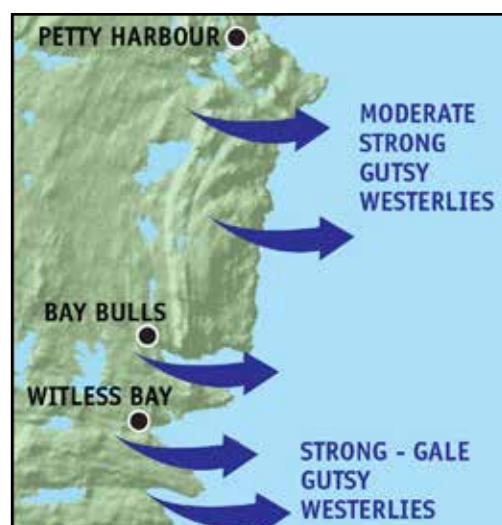 PETTY HARBOUR
MODERATE
STRONG
GUTSY
WESTERLIES
BAY BULLS
WITLESS BAY
STRONG - GALE
GUTSY
WESTERLIES